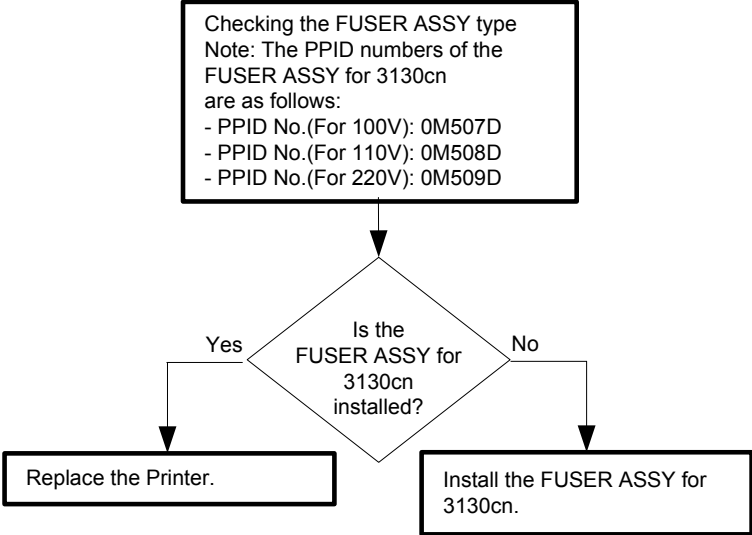 Checking the FUSER ASSY type
Note: The PPID numbers of the
FUSER ASSY for 3130cn
are as follows:
- PPID No.(For 100V): 0M507D
- PPID No.(For 110V): 0M508D
- PPID No.(For 220V): 0M509D
Is the
FUSER ASSY for
3130cn
installed?
Yes
No
Replace the Printer.
Install the FUSER ASSY for
3130cn.